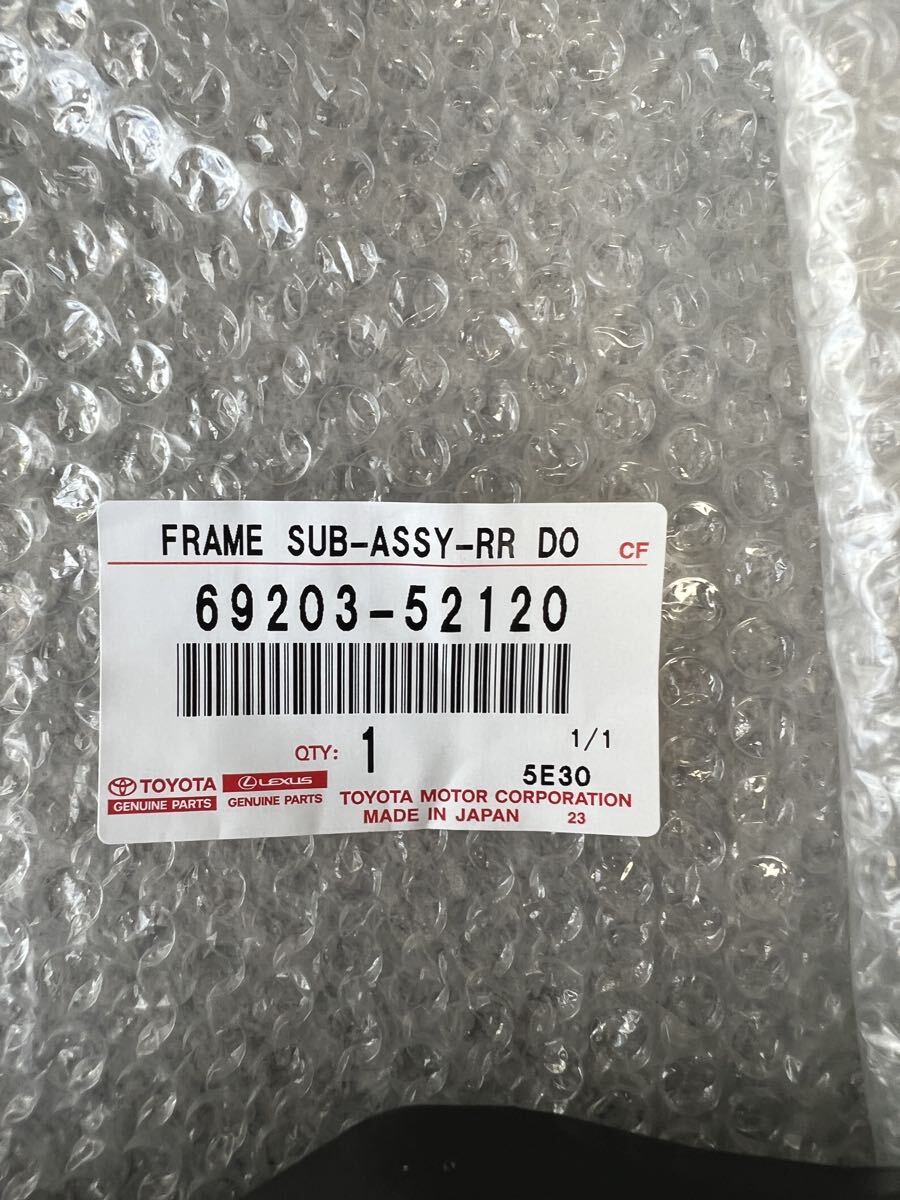 FRAME SUB-ASSY-RR DO CF
69203-52120
QTY: 1 1/1
5E30
TOYOTA LEXUS
GENUINE PARTS GENUINE PARTS
TOYOTA MOTOR CORPORATION
MADE IN JAPAN 23